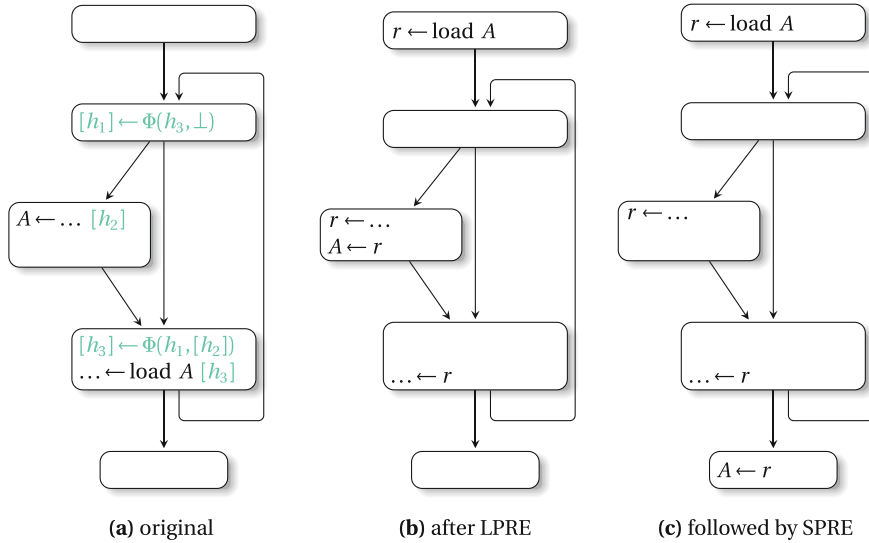 [h₁] ← Φ(h₃, ⊥)
A ← … [h₂]
[h₃] ← Φ(h₁, [h₂])
… ← load A [h₃]
(a) original
r ← load A
r ← …
A ← r
… ← r
(b) after LPRE
r ← load A
r ← …
… ← r
A ← r
(c) followed by SPRE